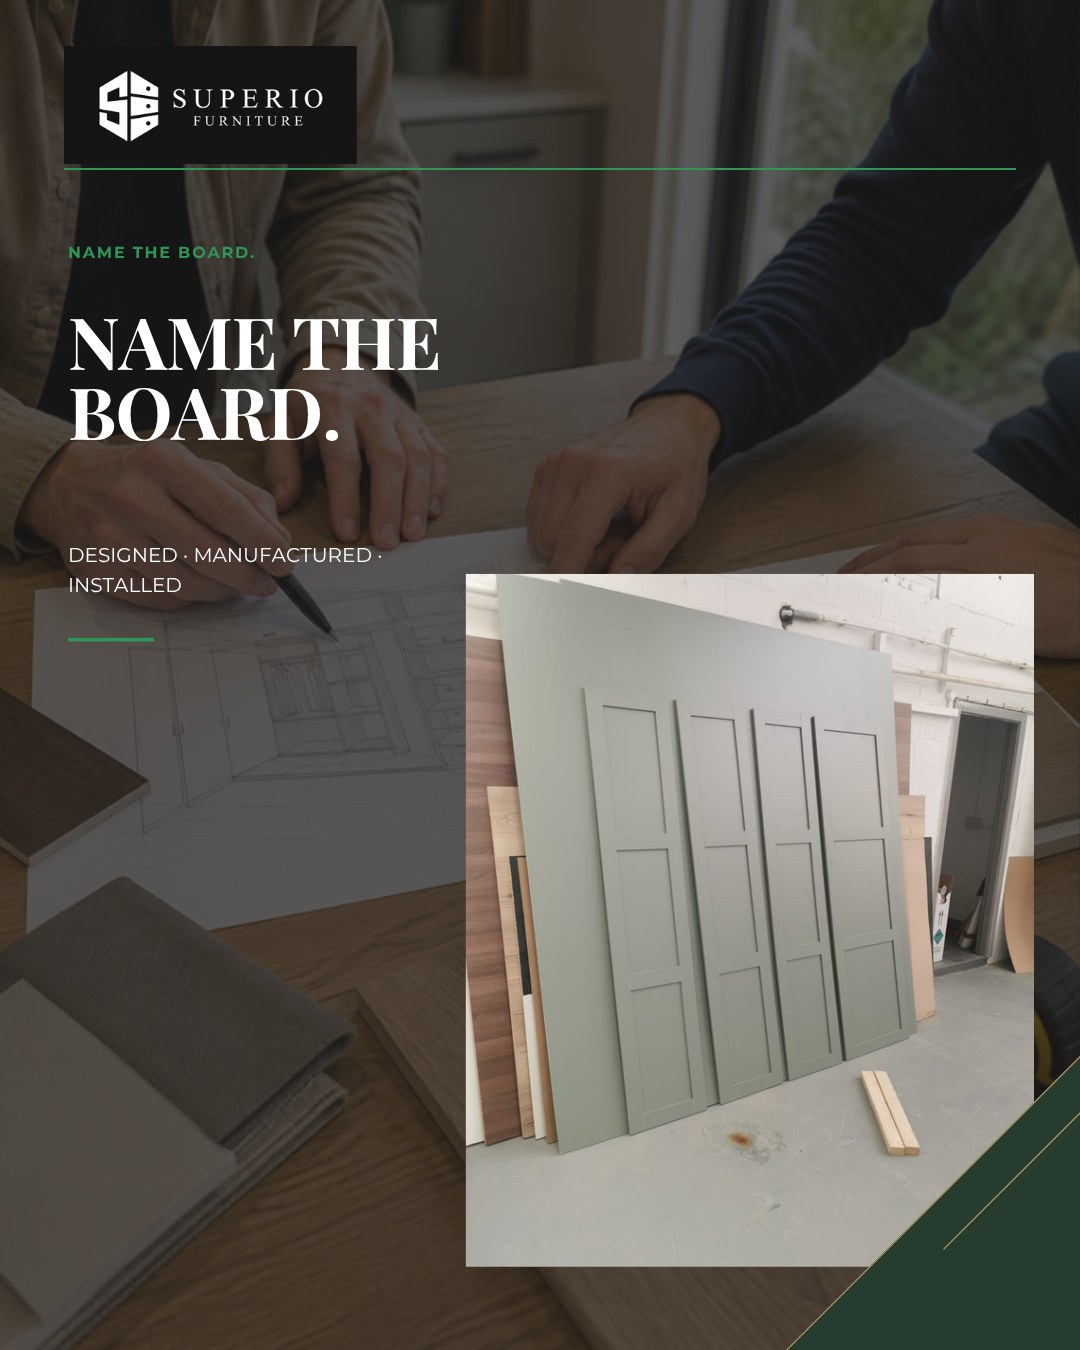 SUPERIO
FURNITURE
NAME THE BOARD.
NAME THE
BOARD.
DESIGNED · MANUFACTURED ·
INSTALLED